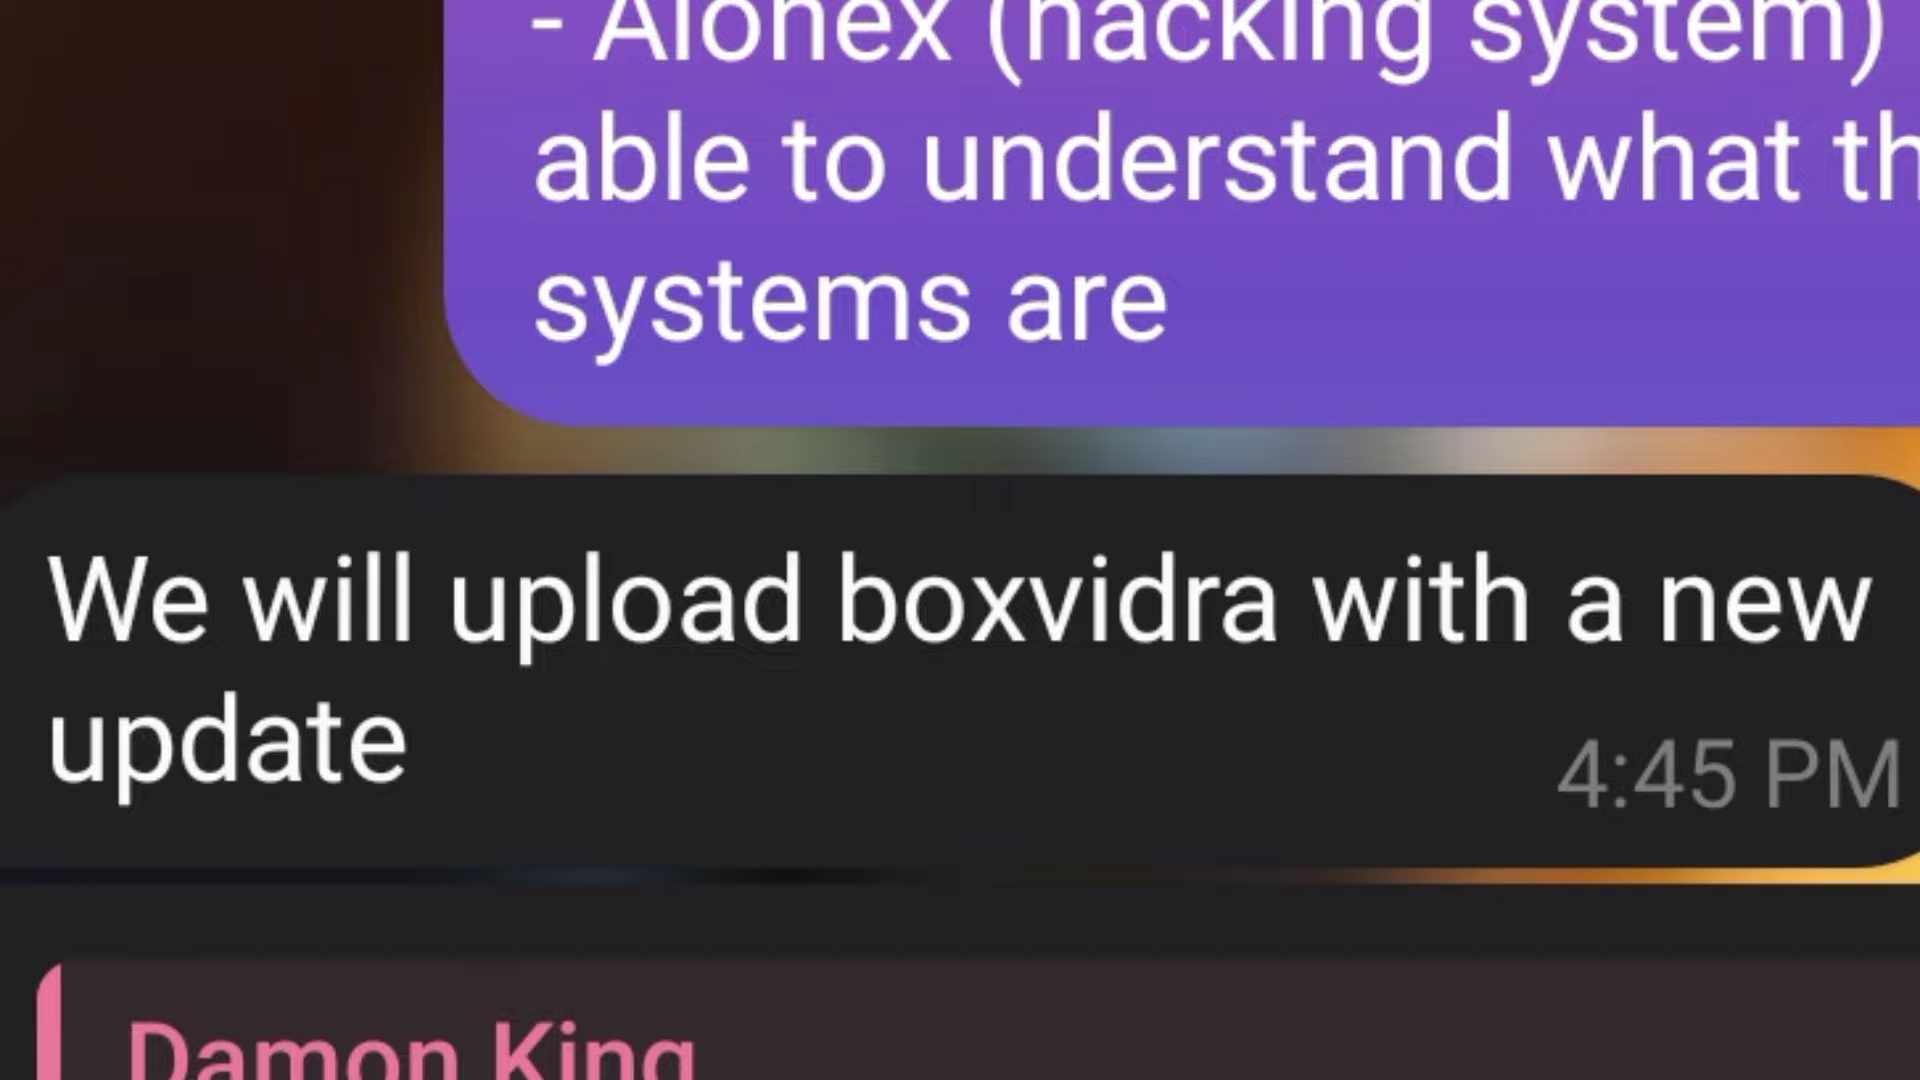 - Alonex (hacking system)
able to understand what th
systems are
We will upload boxvidra with a new
update
4:45 PM
Damon King